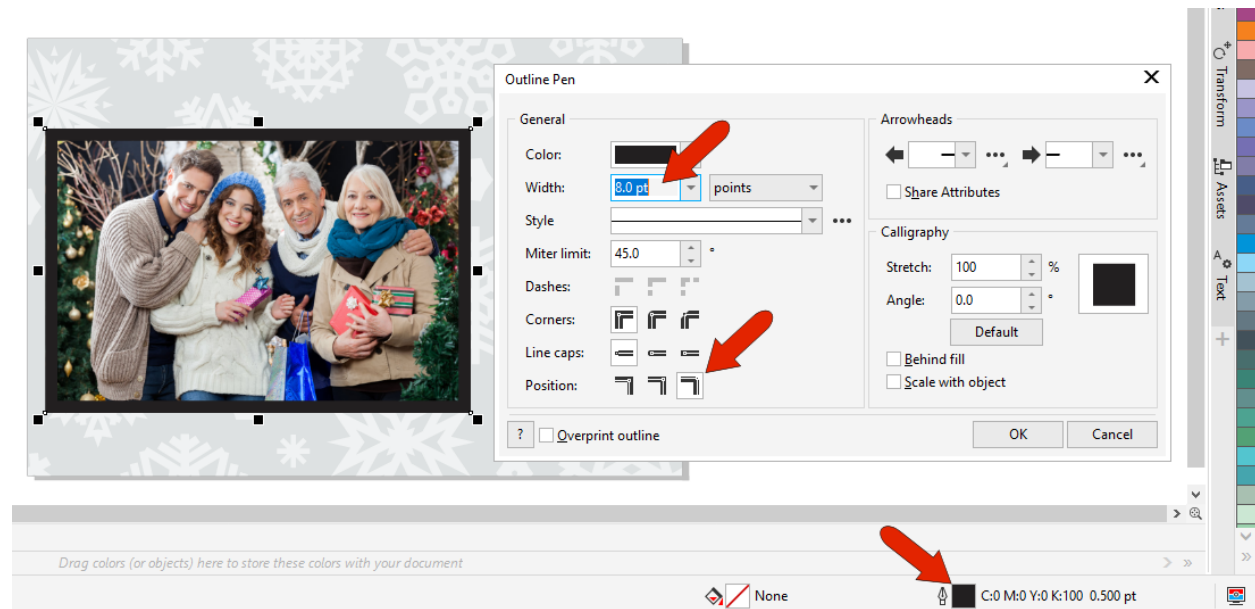 Outline Pen
General
Color:
Width: 8.0 pt points
Style
Miter limit: 45.0 °
Dashes:
Corners:
Line caps:
Position:
? Overprint outline
Arrowheads
Share Attributes
Calligraphy
Stretch: 100 %
Angle: 0.0 °
Default
Behind fill
Scale with object
OK Cancel
Transform
Assets
Text
Drag colors (or objects) here to store these colors with your document
None
C:0 M:0 Y:0 K:100 0.500 pt